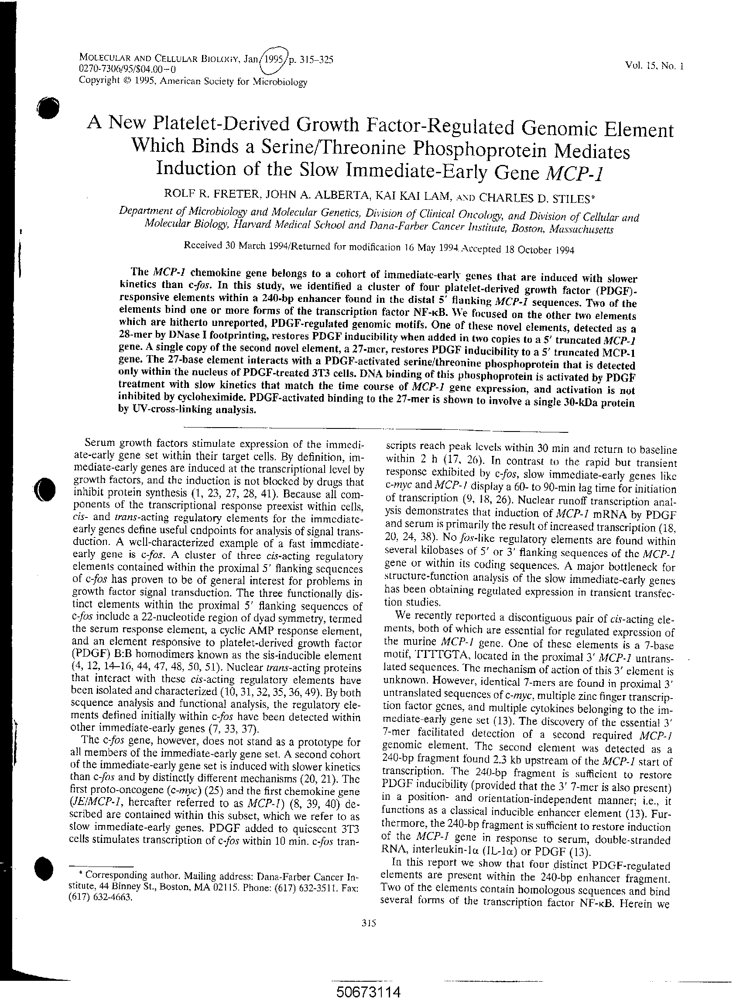 MOLECULAR AND CELLULAR BIOLOGY, Jan. 1995, p. 315–325
0270-7306/95/$04.00–0
Copyright © 1995, American Society for Microbiology
Vol. 15, No. 1
A New Platelet-Derived Growth Factor-Regulated Genomic Element
Which Binds a Serine/Threonine Phosphoprotein Mediates
Induction of the Slow Immediate-Early Gene MCP-1
ROLF R. FRETER, JOHN A. ALBERTA, KAI KAI LAM, AND CHARLES D. STILES*
Department of Microbiology and Molecular Genetics, Division of Clinical Oncology, and Division of Cellular and
Molecular Biology, Harvard Medical School and Dana-Farber Cancer Institute, Boston, Massachusetts
Received 30 March 1994/Returned for modification 16 May 1994 Accepted 18 October 1994
The MCP-1 chemokine gene belongs to a cohort of immediate-early genes that are induced with slower
kinetics than c-fos. In this study, we identified a cluster of four platelet-derived growth factor (PDGF)-
responsive elements within a 240-bp enhancer found in the distal 5′ flanking MCP-1 sequences. Two of the
elements bind one or more forms of the transcription factor NF-κB. We focused on the other two elements
which are hitherto unreported, PDGF-regulated genomic motifs. One of these novel elements, detected as a
28-mer by DNase I footprinting, restores PDGF inducibility when added in two copies to a 5′ truncated MCP-1
gene. A single copy of the second novel element, a 27-mer, restores PDGF inducibility to a 5′ truncated MCP-1
gene. The 27-base element interacts with a PDGF-activated serine/threonine phosphoprotein that is detected
only within the nucleus of PDGF-treated 3T3 cells. DNA binding of this phosphoprotein is activated by PDGF
treatment with slow kinetics that match the time course of MCP-1 gene expression, and activation is not
inhibited by cycloheximide. PDGF-activated binding to the 27-mer is shown to involve a single 30-kDa protein
by UV-cross-linking analysis.
Serum growth factors stimulate expression of the immedi-
ate-early gene set within their target cells. By definition, im-
mediate-early genes are induced at the transcriptional level by
growth factors, and the induction is not blocked by drugs that
inhibit protein synthesis (1, 23, 27, 28, 41). Because all com-
ponents of the transcriptional response preexist within cells,
cis- and trans-acting regulatory elements for the immediate-
early genes define useful endpoints for analysis of signal trans-
duction. A well-characterized example of a fast immediate-
early gene is c-fos. A cluster of three cis-acting regulatory
elements contained within the proximal 5′ flanking sequences
of c-fos has proven to be of general interest for problems in
growth factor signal transduction. The three functionally dis-
tinct elements within the proximal 5′ flanking sequences of
c-fos include a 22-nucleotide region of dyad symmetry, termed
the serum response element, a cyclic AMP response element,
and an element responsive to platelet-derived growth factor
(PDGF) B:B homodimers known as the sis-inducible element
(4, 12, 14–16, 44, 47, 48, 50, 51). Nuclear trans-acting proteins
that interact with these cis-acting regulatory elements have
been isolated and characterized (10, 31, 32, 35, 36, 49). By both
sequence analysis and functional analysis, the regulatory ele-
ments defined initially within c-fos have been detected within
other immediate-early genes (7, 33, 37).
The c-fos gene, however, does not stand as a prototype for
all members of the immediate-early gene set. A second cohort
of the immediate-early gene set is induced with slower kinetics
than c-fos and by distinctly different mechanisms (20, 21). The
first proto-oncogene (c-myc) (25) and the first chemokine gene
(JE/MCP-1, hereafter referred to as MCP-1) (8, 39, 40) de-
scribed are contained within this subset, which we refer to as
slow immediate-early genes. PDGF added to quiescent 3T3
cells stimulates transcription of c-fos within 10 min. c-fos tran-
* Corresponding author. Mailing address: Dana-Farber Cancer In-
stitute, 44 Binney St., Boston, MA 02115. Phone: (617) 632-3511. Fax:
(617) 632-4663.
scripts reach peak levels within 30 min and return to baseline
within 2 h (17, 26). In contrast to the rapid but transient
response exhibited by c-fos, slow immediate-early genes like
c-myc and MCP-1 display a 60- to 90-min lag time for initiation
of transcription (9, 18, 26). Nuclear runoff transcription anal-
ysis demonstrates that induction of MCP-1 mRNA by PDGF
and serum is primarily the result of increased transcription (18,
20, 24, 38). No fos-like regulatory elements are found within
several kilobases of 5′ or 3′ flanking sequences of the MCP-1
gene or within its coding sequences. A major bottleneck for
structure-function analysis of the slow immediate-early genes
has been obtaining regulated expression in transient transfec-
tion studies.
We recently reported a discontiguous pair of cis-acting ele-
ments, both of which are essential for regulated expression of
the murine MCP-1 gene. One of these elements is a 7-base
motif, TTTTGTA, located in the proximal 3′ MCP-1 untrans-
lated sequences. The mechanism of action of this 3′ element is
unknown. However, identical 7-mers are found in proximal 3′
untranslated sequences of c-myc, multiple zinc finger transcrip-
tion factor genes, and multiple cytokines belonging to the im-
mediate-early gene set (13). The discovery of the essential 3′
7-mer facilitated detection of a second required MCP-1
genomic element. The second element was detected as a
240-bp fragment found 2.3 kb upstream of the MCP-1 start of
transcription. The 240-bp fragment is sufficient to restore
PDGF inducibility (provided that the 3′ 7-mer is also present)
in a position- and orientation-independent manner; i.e., it
functions as a classical inducible enhancer element (13). Fur-
thermore, the 240-bp fragment is sufficient to restore induction
of the MCP-1 gene in response to serum, double-stranded
RNA, interleukin-1α (IL-1α) or PDGF (13).
In this report we show that four distinct PDGF-regulated
elements are present within the 240-bp enhancer fragment.
Two of the elements contain homologous sequences and bind
several forms of the transcription factor NF-κB. Herein we
315
50673114